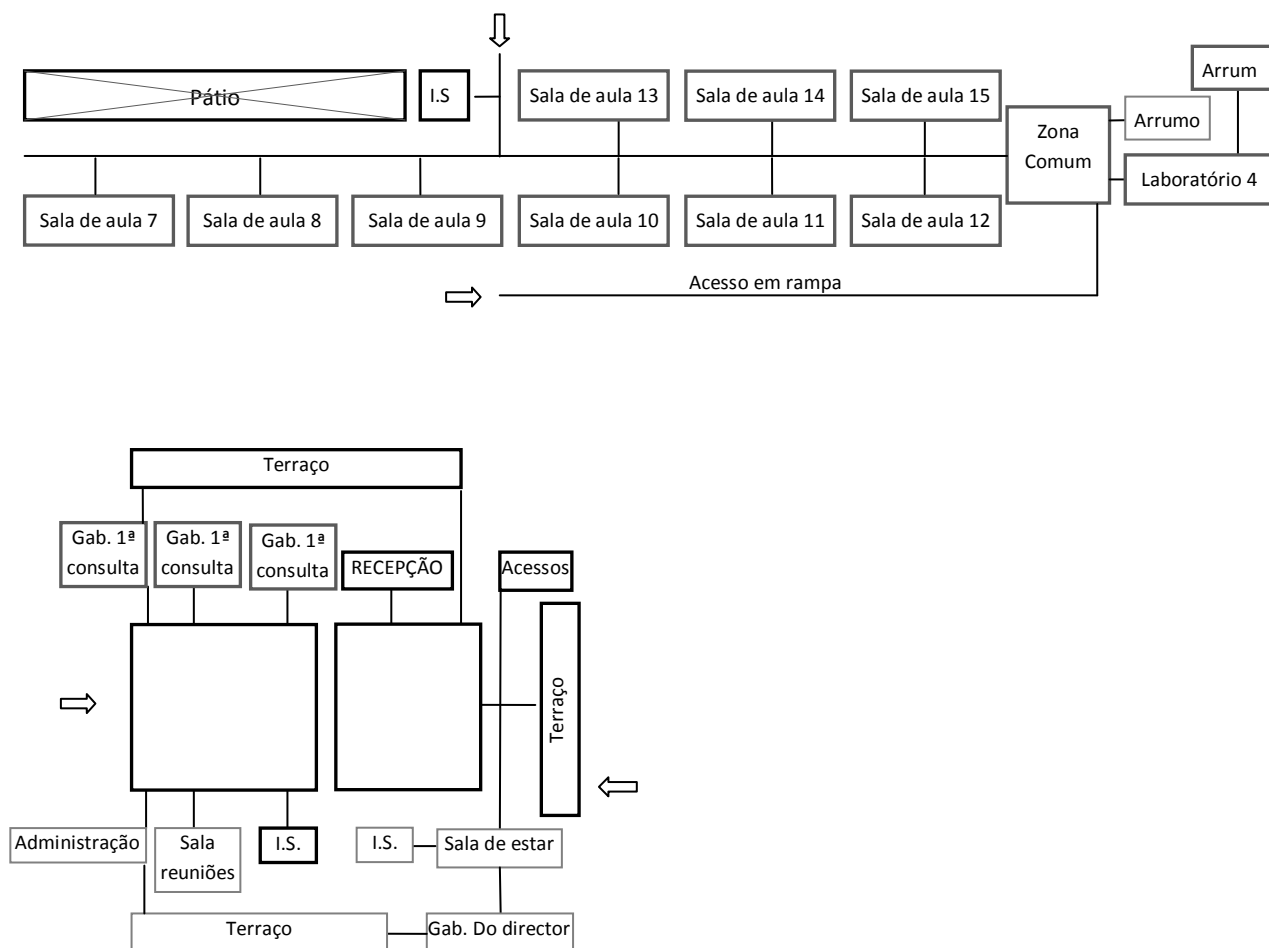 Arrum
Pátio
I.S
Sala de aula 13
Sala de aula 14
Sala de aula 15
Zona
Comum
Arrumo
Laboratório 4
Sala de aula 7
Sala de aula 8
Sala de aula 9
Sala de aula 10
Sala de aula 11
Sala de aula 12
Acesso em rampa
Terraço
Gab. 1ª
consulta
Gab. 1ª
consulta
Gab. 1ª
consulta
RECEPÇÃO
Acessos
Terraço
Administração
Sala
reuniões
I.S.
I.S.
Sala de estar
Terraço
Gab. Do director